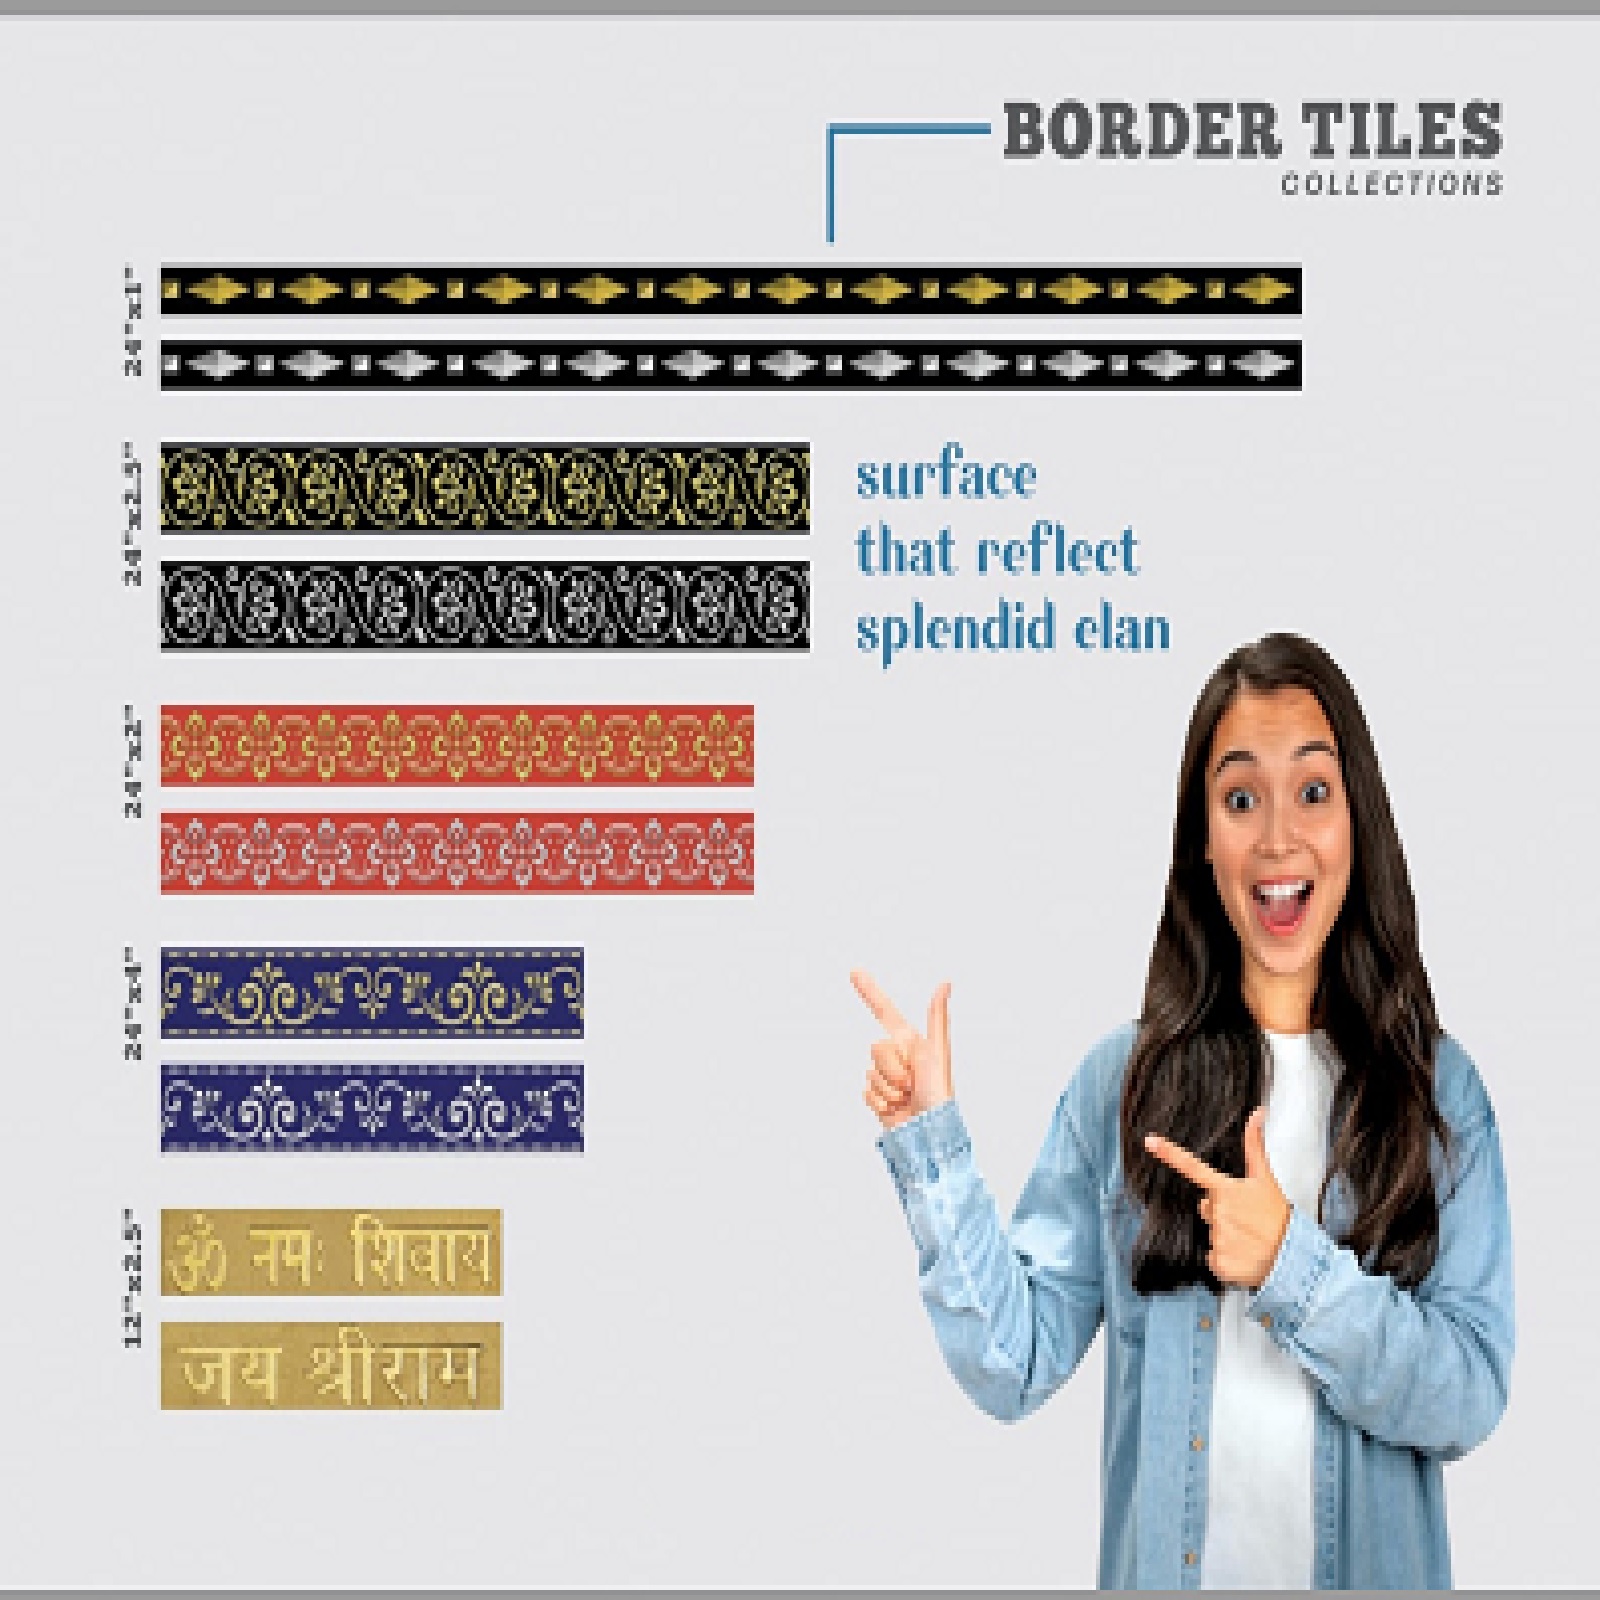 BORDER TILES
COLLECTIONS
24"x1"
24"x2.5"
surface
that reflect
splendid elan
24"x2"
24"x4"
12"x2.5"
ॐ नमः शिवाय
जय श्रीराम